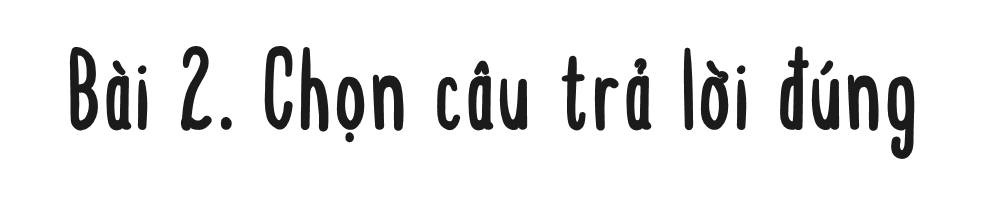 Bài 2. Chọn câu trả lời đúng